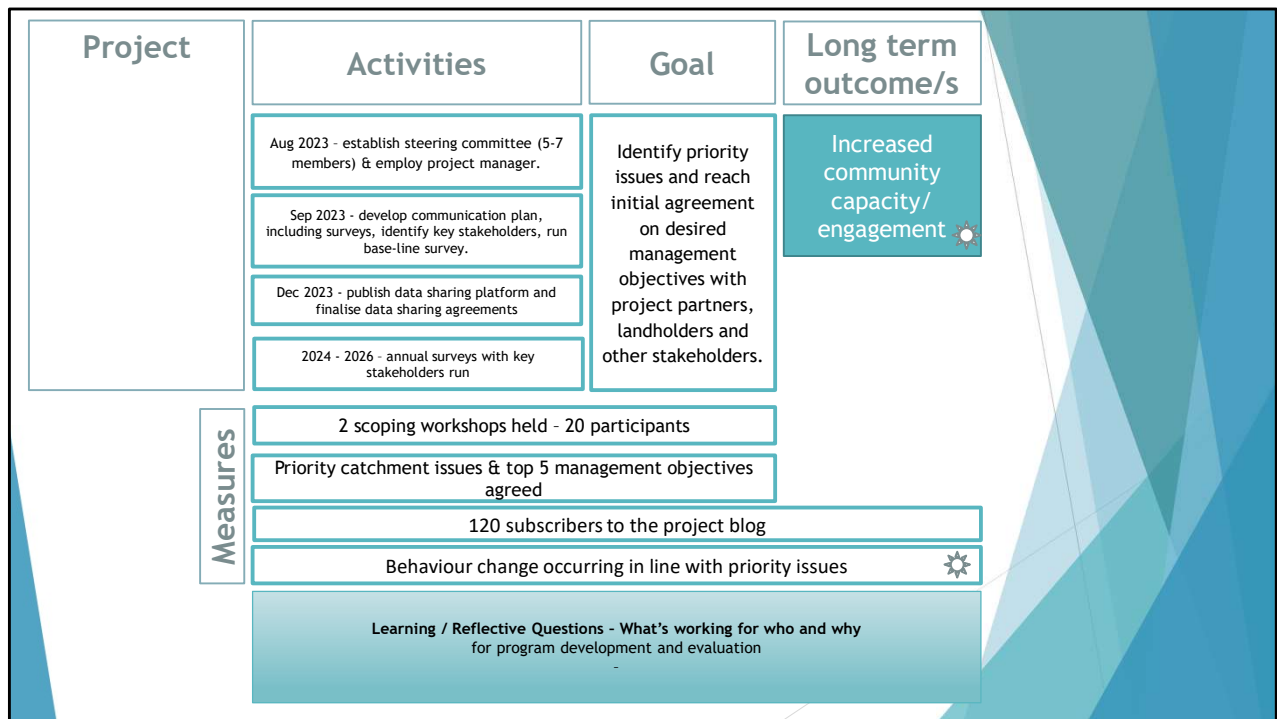 Project
Activities
Goal
Long term
outcome/s
Aug 2023 – establish steering committee (5-7
members) & employ project manager.
Sep 2023 - develop communication plan,
including surveys, identify key stakeholders, run
base-line survey.
Dec 2023 - publish data sharing platform and
finalise data sharing agreements
2024 - 2026 – annual surveys with key
stakeholders run
Identify priority
issues and reach
initial agreement
on desired
management
objectives with
project partners,
landholders and
other stakeholders.
Increased
community
capacity/
engagement
Measures
2 scoping workshops held – 20 participants
Priority catchment issues & top 5 management objectives
agreed
120 subscribers to the project blog
Behaviour change occurring in line with priority issues
Learning / Reflective Questions - What's working for who and why
for program development and evaluation
-